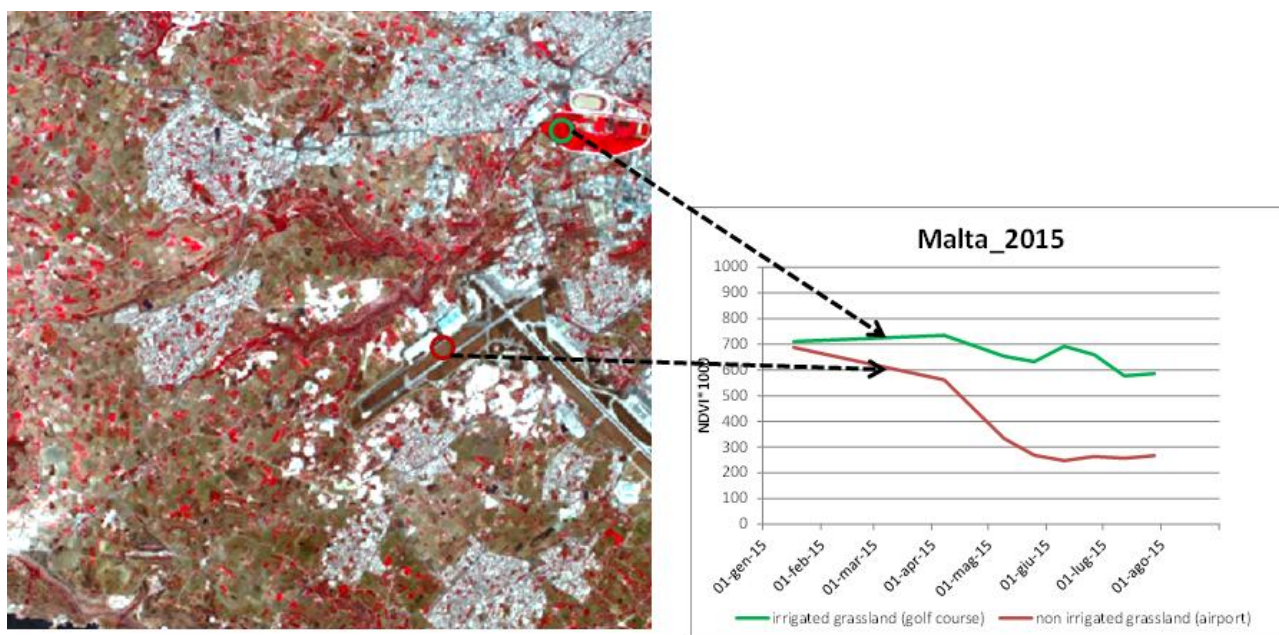 Malta_2015
1000
900
800
700
600
500
400
300
200
100
0
NDVI*1000
01-gen-15
01-feb-15
01-mar-15
01-apr-15
01-mag-15
01-giu-15
01-lug-15
01-ago-15
irrigated grassland (golf course)
non irrigated grassland (airport)